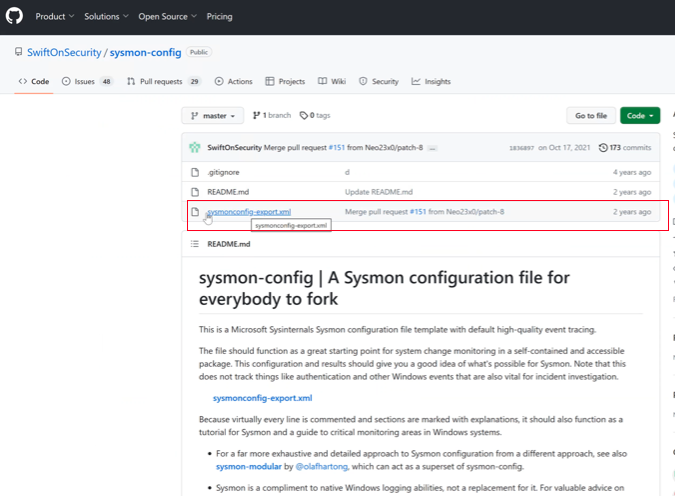 Product Solutions Open Source Pricing
SwiftOnSecurity / sysmon-config Public
Code Issues 48 Pull requests 29 Actions Projects Wiki Security Insights
master 1 branch 0 tags Go to file Code
SwiftOnSecurity Merge pull request #151 from Neo23x0/patch-8 ... 1836897 on Oct 17, 2021 173 commits
.gitignore d 4 years ago
README.md Update README.md 2 years ago
sysmonconfig-export.xml Merge pull request #151 from Neo23x0/patch-8 2 years ago
sysmonconfig-export.xml
README.md
sysmon-config | A Sysmon configuration file for
everybody to fork
This is a Microsoft Sysinternals Sysmon configuration file template with default high-quality event tracing.
The file should function as a great starting point for system change monitoring in a self-contained and accessible
package. This configuration and results should give you a good idea of what's possible for Sysmon. Note that this
does not track things like authentication and other Windows events that are also vital for incident investigation.
sysmonconfig-export.xml
Because virtually every line is commented and sections are marked with explanations, it should also function as a
tutorial for Sysmon and a guide to critical monitoring areas in Windows systems.
• For a far more exhaustive and detailed approach to Sysmon configuration from a different approach, see also
sysmon-modular by @olafhartong, which can act as a superset of sysmon-config.
• Sysmon is a compliment to native Windows logging abilities, not a replacement for it. For valuable advice on